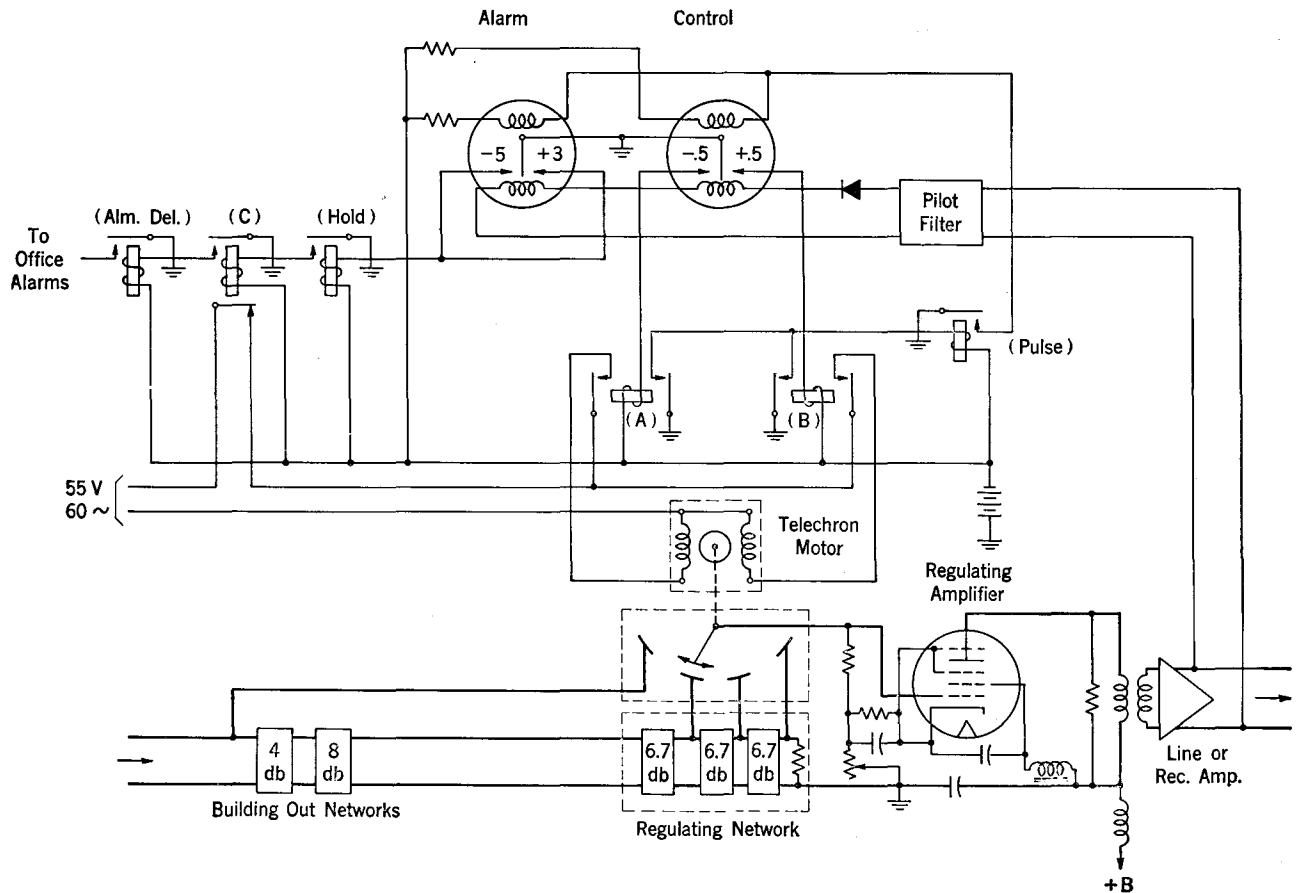 Alarm
Control
−5
+3
−.5
+.5
Pilot
Filter
(Alm. Del.)
(C)
(Hold)
To
Office
Alarms
(Pulse)
(A)
(B)
55 V
60 ~
Telechron
Motor
Regulating
Amplifier
4
db
8
db
6.7
db
6.7
db
6.7
db
Building Out Networks
Regulating Network
Line or
Rec. Amp.
+B